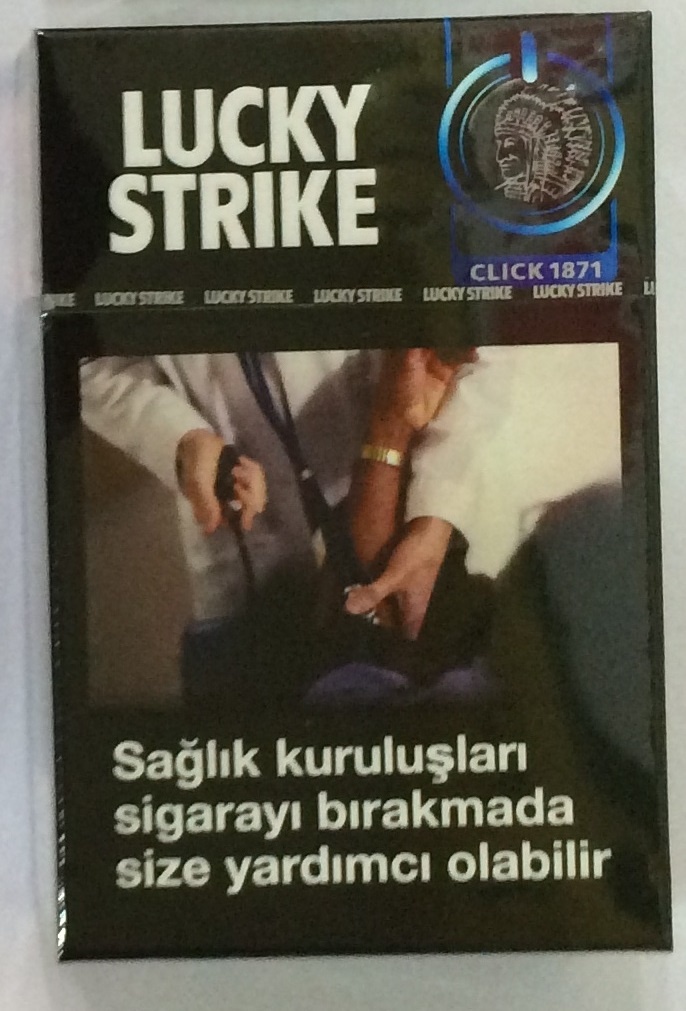 LUCKY
STRIKE
CLICK 1871
LUCKY STRIKE LUCKY STRIKE LUCKY STRIKE LUCKY STRIKE LUCKY STRIKE
Sağlık kuruluşları
sigarayı bırakmada
size yardımcı olabilir